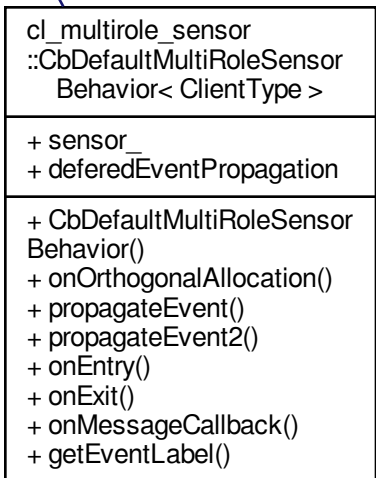 cl_multirole_sensor
::CbDefaultMultiRoleSensor
Behavior< ClientType >
+ sensor_
+ deferedEventPropagation
+ CbDefaultMultiRoleSensor
Behavior()
+ onOrthogonalAllocation()
+ propagateEvent()
+ propagateEvent2()
+ onEntry()
+ onExit()
+ onMessageCallback()
+ getEventLabel()